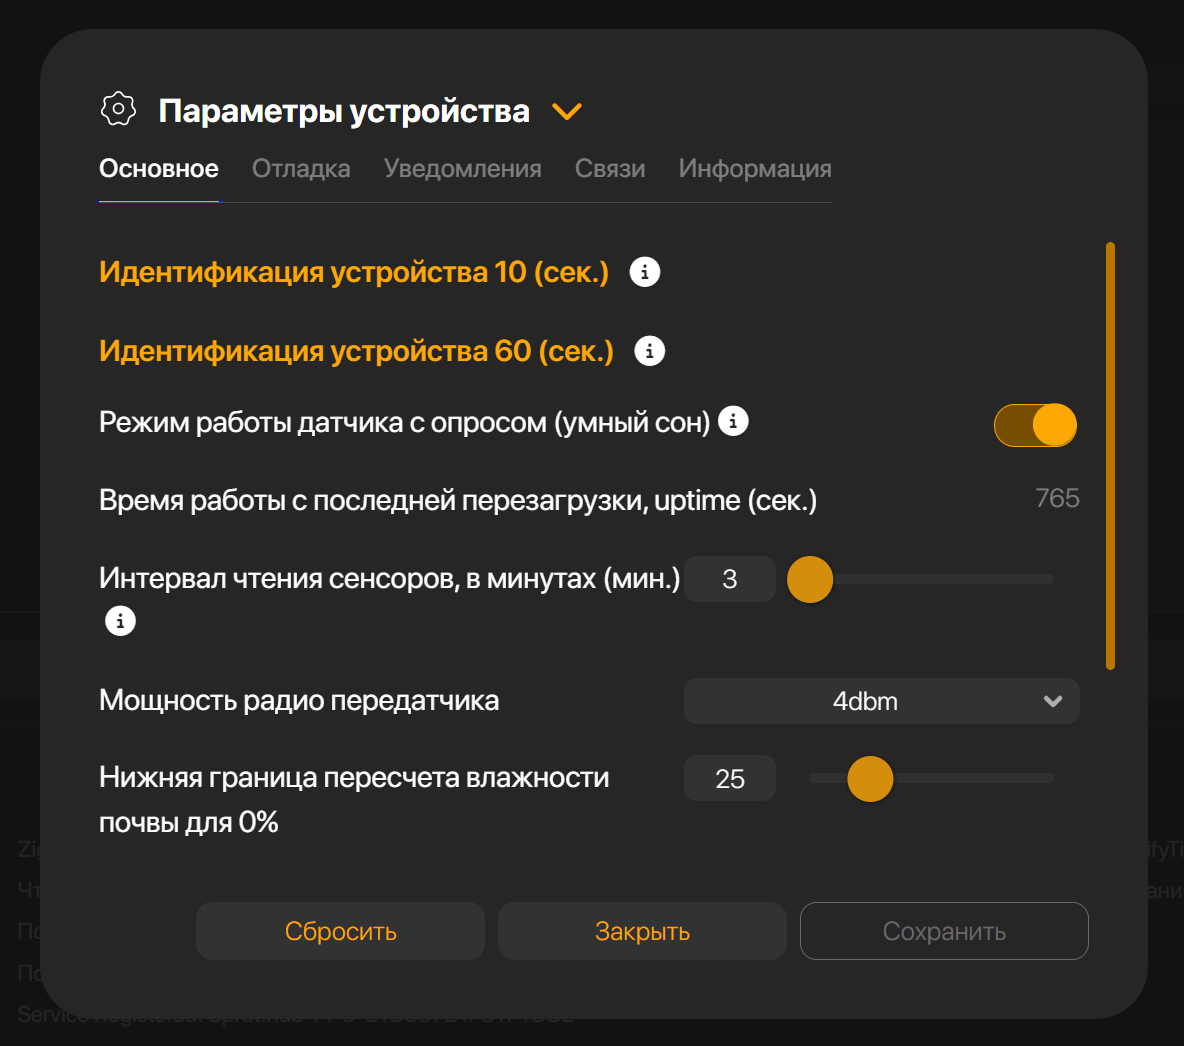 Параметры устройства
Основное Отладка Уведомления Связи Информация
Идентификация устройства 10 (сек.)
Идентификация устройства 60 (сек.)
Режим работы датчика с опросом (умный сон)
Время работы с последней перезагрузки, uptime (сек.) 765
Интервал чтения сенсоров, в минутах (мин.) 3
Мощность радио передатчика 4dbm
Нижняя граница пересчета влажности 25
почвы для 0%
Сбросить Закрыть Сохранить